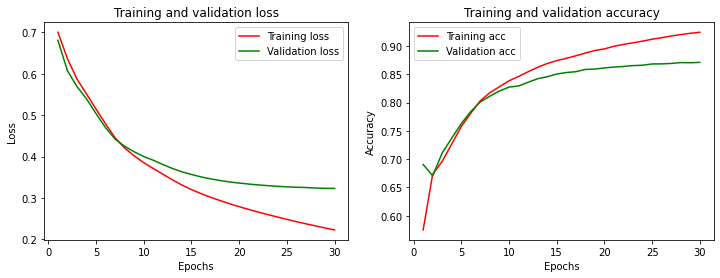 Training and validation loss
0.7
0.6
0.5
0.4
0.3
0.2
Loss
Training loss
Validation loss
0 5 10 15 20 25 30
Epochs
Training and validation accuracy
0.90
0.85
0.80
0.75
0.70
0.65
0.60
Accuracy
Training acc
Validation acc
0 5 10 15 20 25 30
Epochs